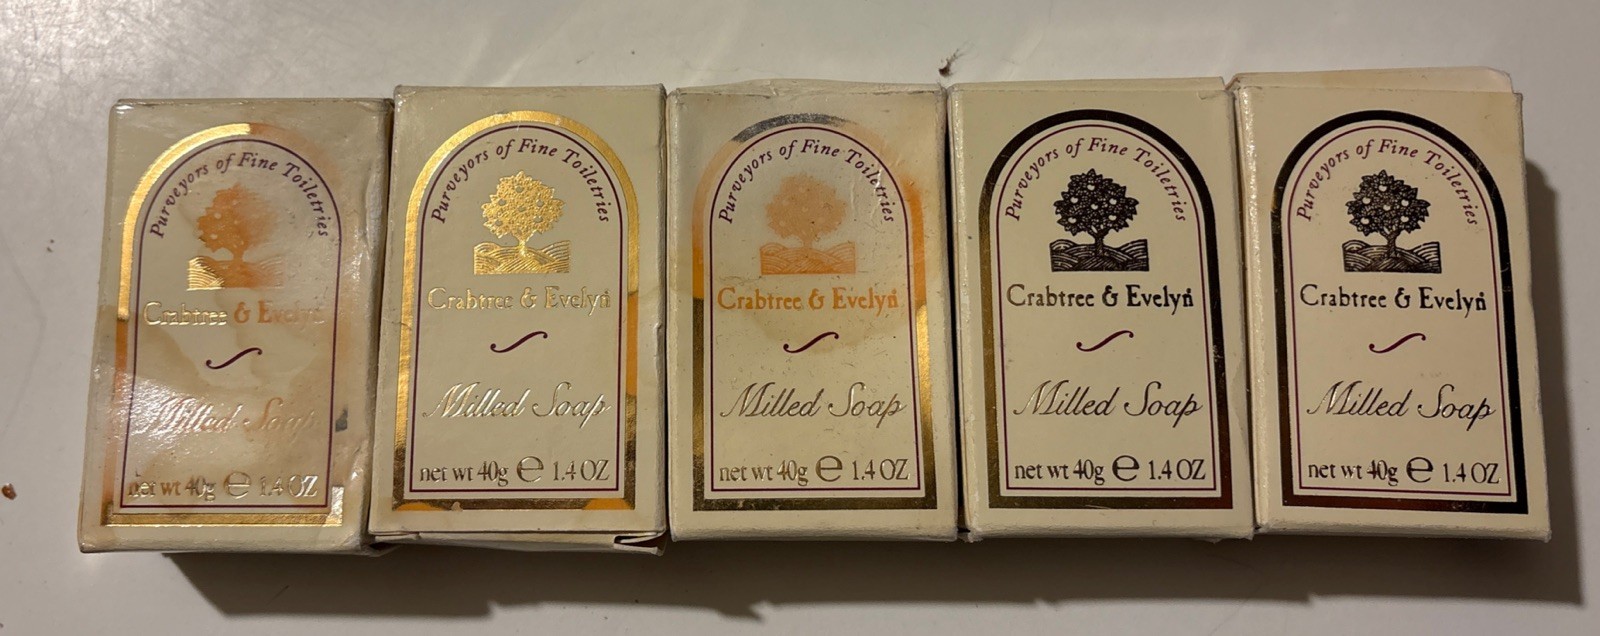 Purveyors of Fine Toiletries
Crabtree & Evelyn
Milled Soap
net wt 40g e 1.4 OZ
Purveyors of Fine Toiletries
Crabtree & Evelyn
Milled Soap
net wt 40g e 1.4 OZ
Purveyors of Fine Toiletries
Crabtree & Evelyn
Milled Soap
net wt 40g e 1.4 OZ
Purveyors of Fine Toiletries
Crabtree & Evelyn
Milled Soap
net wt 40g e 1.4 OZ
Purveyors of Fine Toiletries
Crabtree & Evelyn
Milled Soap
net wt 40g e 1.4 OZ